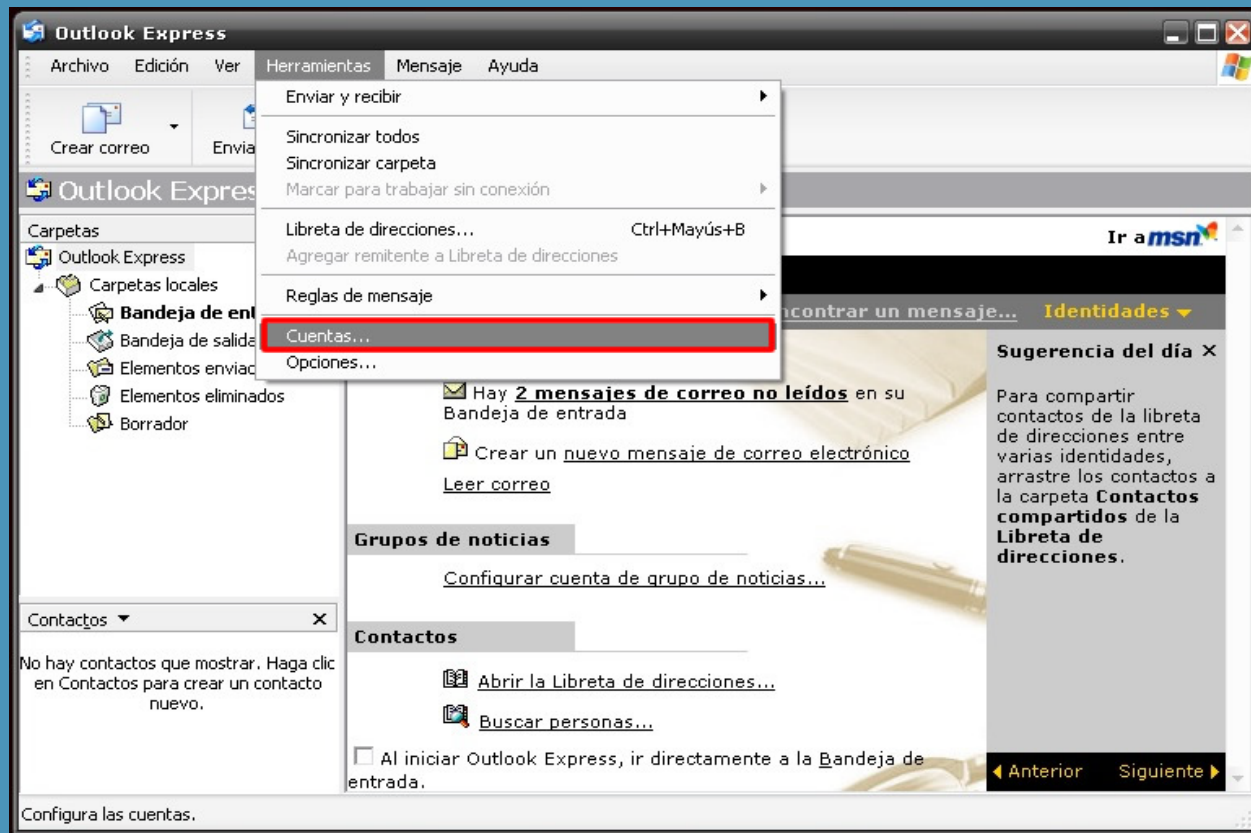 Outlook Express
Archivo Edición Ver Herramientas Mensaje Ayuda
Crear correo
Enviar y recibir
Sincronizar todos
Sincronizar carpeta
Marcar para trabajar sin conexión
Libreta de direcciones... Ctrl+Mayús+B
Agregar remitente a Libreta de direcciones
Reglas de mensaje
Cuentas...
Opciones...
Outlook
Carpetas
Outlook Express
Carpetas locales
Bandeja de
Bandeja de salida
Elementos
Elementos eliminados
Borrador
Contactos
No hay contactos que mostrar. Haga clic
en Contactos para crear un contacto
nuevo.
Ir a msn
un mensaje... Identidades
Hay 2 mensajes de correo no leídos en su
Bandeja de entrada
Crear un nuevo mensaje de correo electrónico
Leer correo
Grupos de noticias
Configurar cuenta de grupo de noticias...
Contactos
Abrir la Libreta de direcciones...
Buscar personas...
Al iniciar Outlook Express, ir directamente a la Bandeja de
entrada.
Sugerencia del día
Para compartir
contactos de la libreta
de direcciones entre
varias identidades,
arrastre los contactos a
la carpeta Contactos
compartidos de la
Libreta de
direcciones.
Anterior Siguiente
Configura las cuentas.